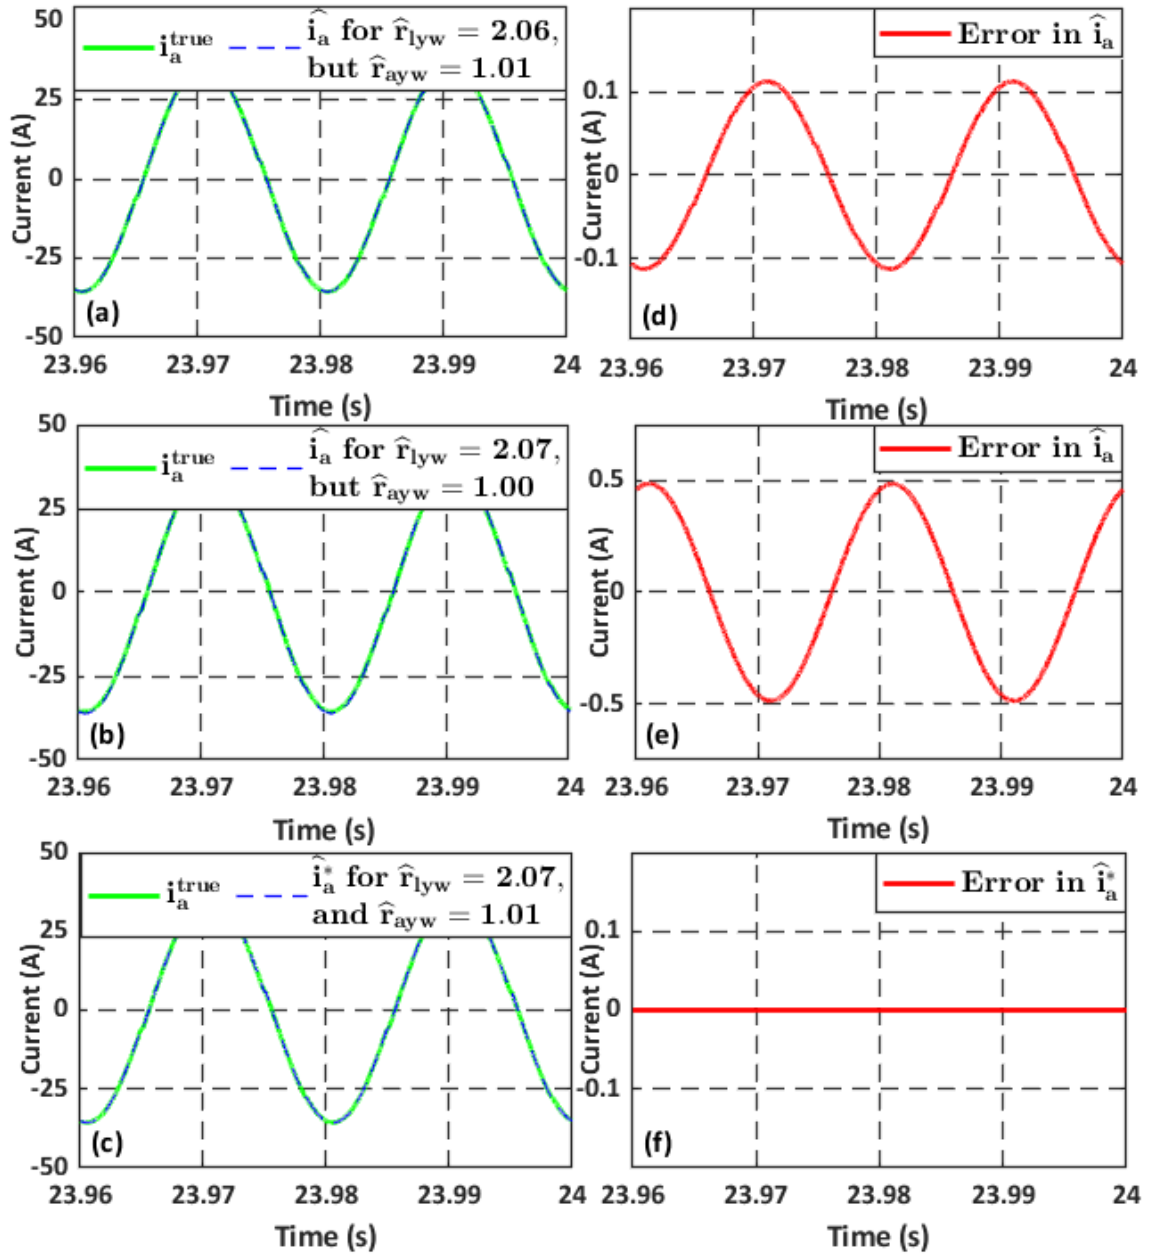 50
25
0
-25
-50
Current (A)
i_a^true
î_a for r̂_lyw = 2.06,
but r̂_ayw = 1.01
(a)
23.96 23.97 23.98 23.99 24
Time (s)
0.1
0
-0.1
Current (A)
Error in î_a
(d)
23.96 23.97 23.98 23.99 24
Time (s)
50
25
0
-25
-50
Current (A)
i_a^true
î_a for r̂_lyw = 2.07,
but r̂_ayw = 1.00
(b)
23.96 23.97 23.98 23.99 24
Time (s)
0.5
0
-0.5
Current (A)
Error in î_a
(e)
23.96 23.97 23.98 23.99 24
Time (s)
50
25
0
-25
-50
Current (A)
i_a^true
î_a^* for r̂_lyw = 2.07,
and r̂_ayw = 1.01
(c)
23.96 23.97 23.98 23.99 24
Time (s)
0.1
0
-0.1
Current (A)
Error in î_a^*
(f)
23.96 23.97 23.98 23.99 24
Time (s)